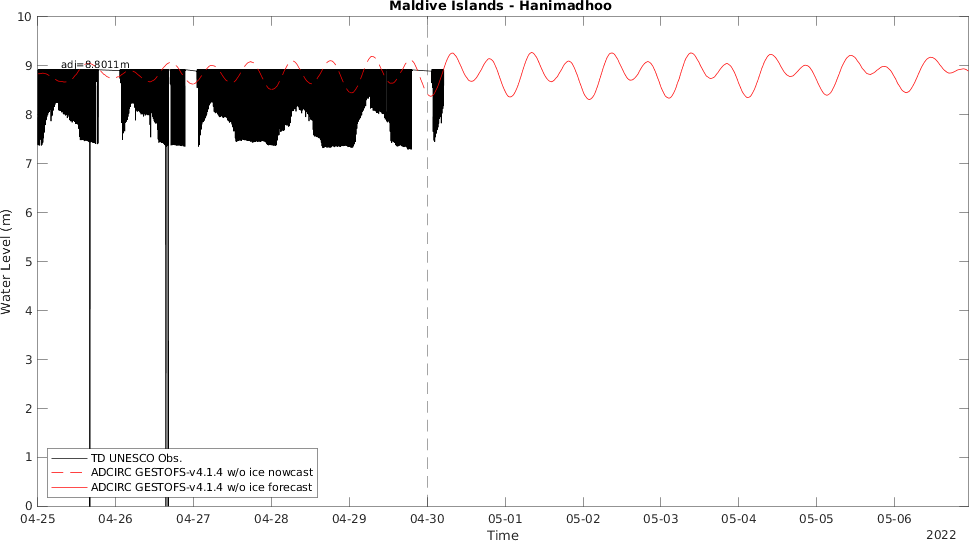 Maldive Islands - Hanimadhoo
10
9
8
7
6
5
4
3
2
1
0
Water Level (m)
adj=8.8011m
TD UNESCO Obs.
ADCIRC GESTOFS-v4.1.4 w/o ice nowcast
ADCIRC GESTOFS-v4.1.4 w/o ice forecast
04-25 04-26 04-27 04-28 04-29 04-30 05-01 05-02 05-03 05-04 05-05 05-06
Time
2022